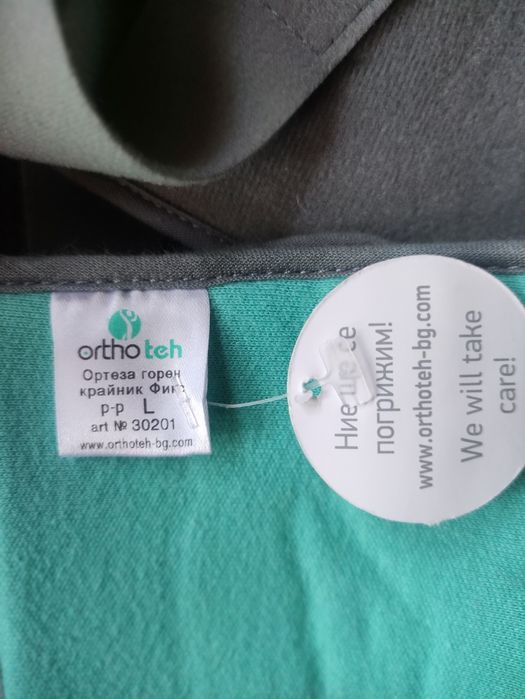 ortho teh
Ортеза горен
крайник Фикс
р-р L
art № 30201
www.orthoteh-bg.com
Ние ще се
погрижим!
www.orthoteh-bg.com
We will take
care!